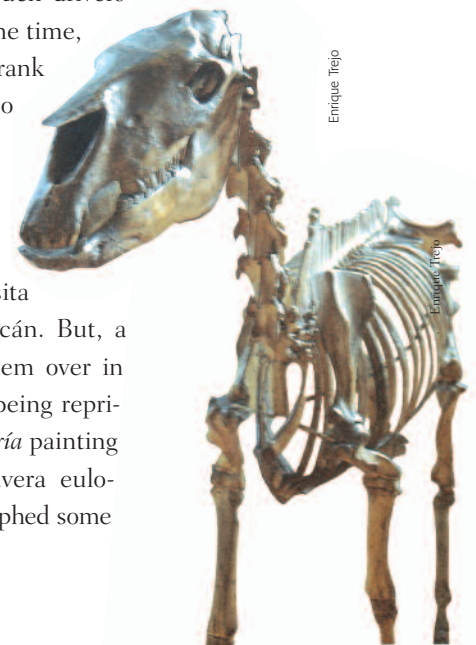 ne time,
rank
o
sita
cán. But, a
em over in
being repri-
ría painting
vera eulo-
phed some
Enrique Trejo
Enrique Trejo